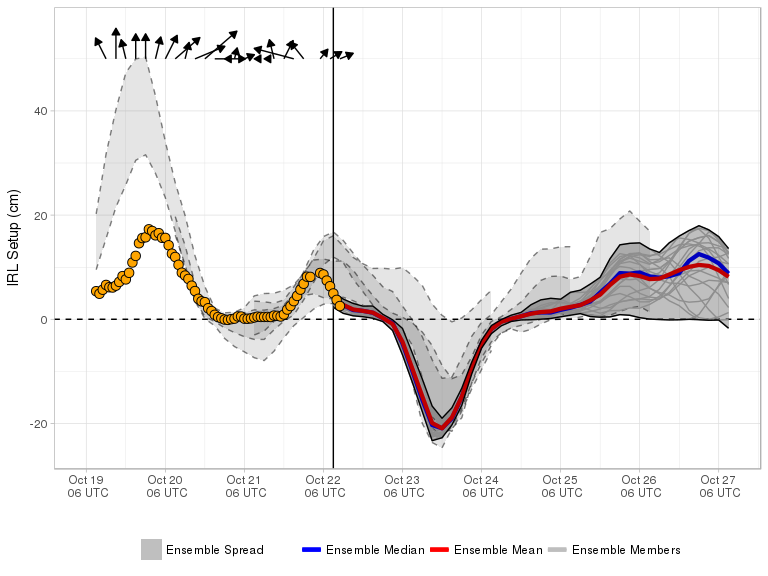 IRL Setup (cm)
40
20
0
-20
Oct 19 Oct 20 Oct 21 Oct 22 Oct 23 Oct 24 Oct 25 Oct 26 Oct 27
06 UTC 06 UTC 06 UTC 06 UTC 06 UTC 06 UTC 06 UTC 06 UTC 06 UTC
Ensemble Spread Ensemble Median Ensemble Mean Ensemble Members